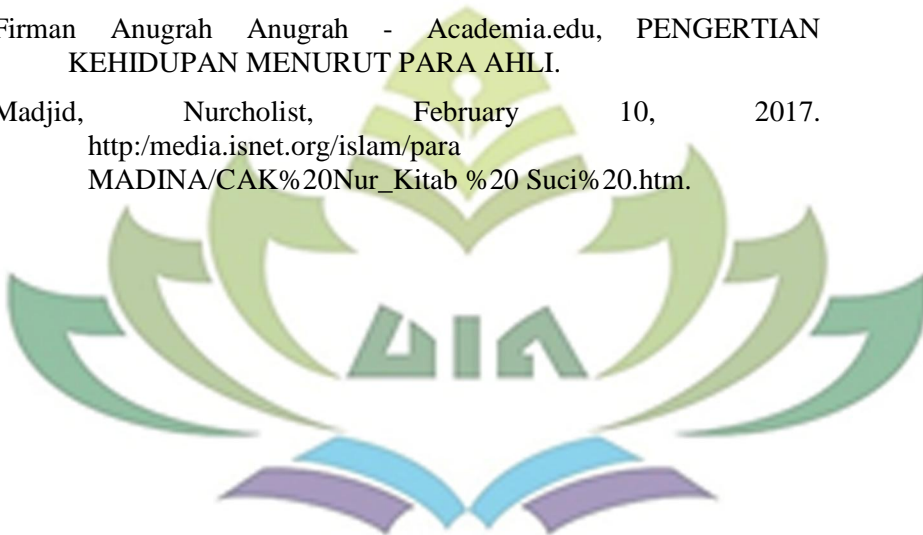 Firman Anugrah Anugrah - Academia.edu, PENGERTIAN
KEHIDUPAN MENURUT PARA AHLI.
Madjid, Nurcholist, February 10, 2017.
http:/media.isnet.org/islam/para
MADINA/CAK%20Nur_Kitab %20 Suci%20.htm.
UIN